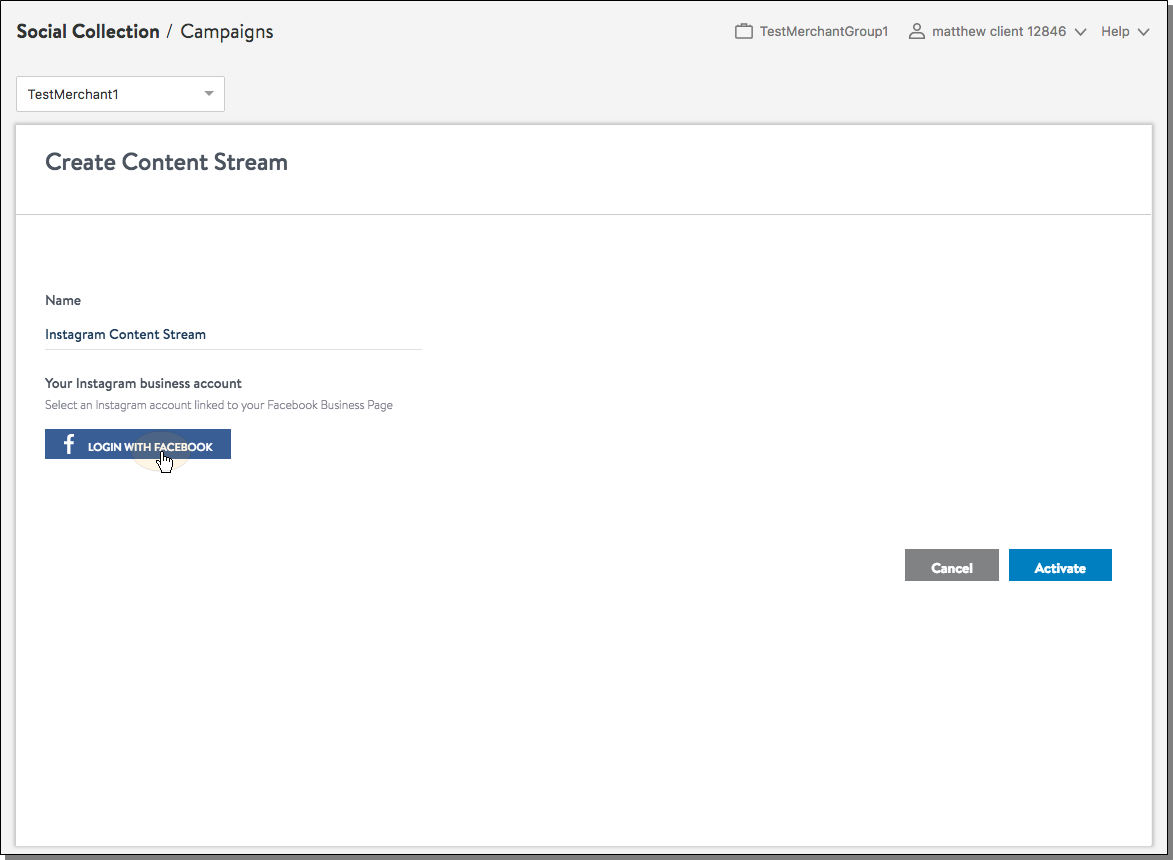 Social Collection / Campaigns TestMerchantGroup1 matthew client 12846 Help
TestMerchant1
Create Content Stream
Name
Instagram Content Stream
Your Instagram business account
Select an Instagram account linked to your Facebook Business Page
LOGIN WITH FACEBOOK
Cancel Activate